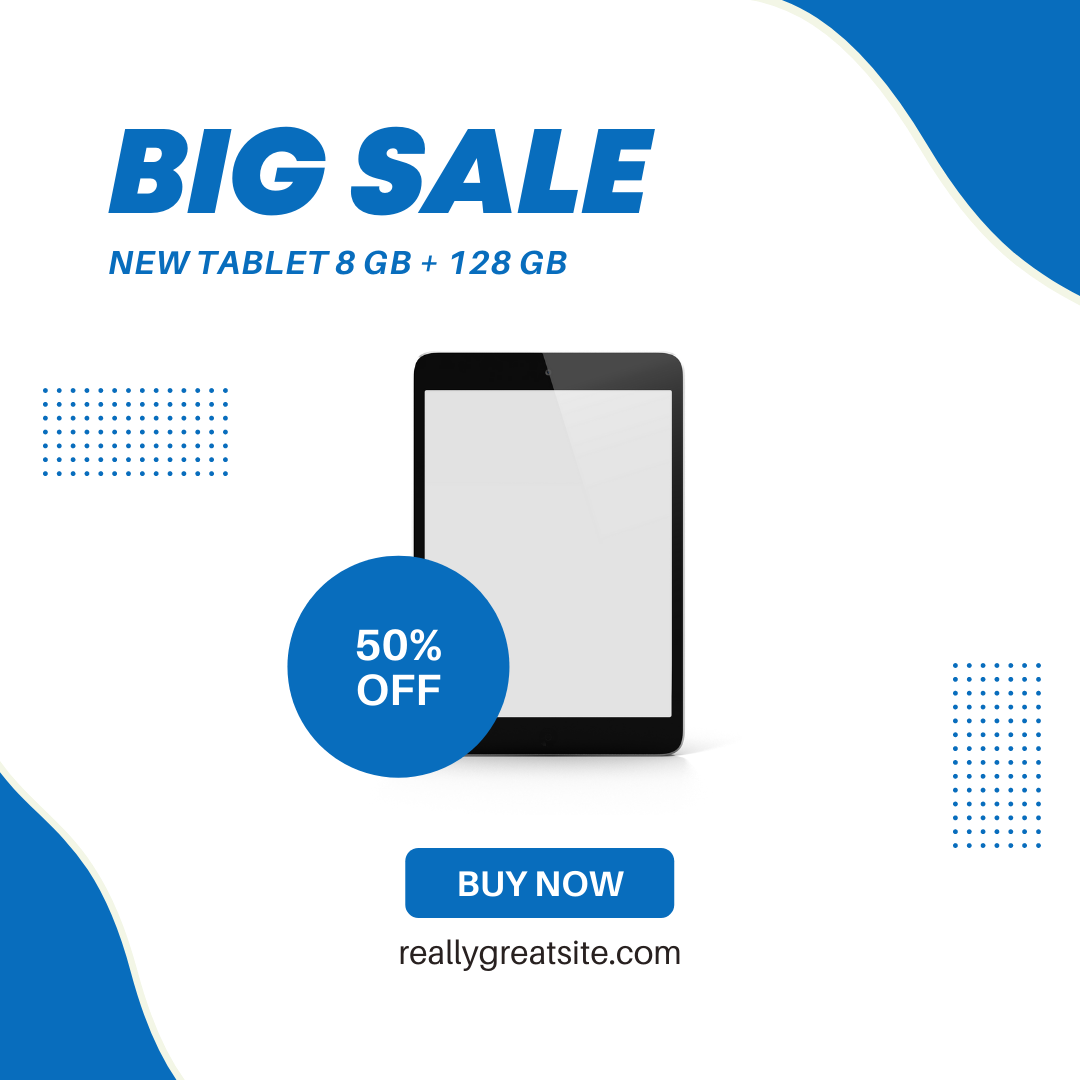 BIG SALE
NEW TABLET 8 GB + 128 GB
50%
OFF
BUY NOW
reallygreatsite.com